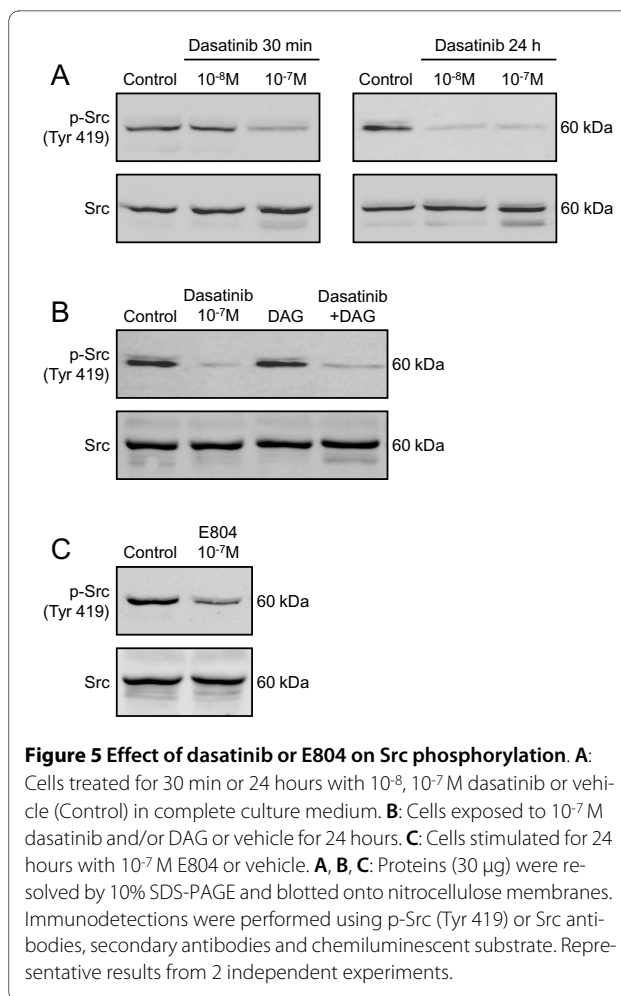 Dasatinib 30 min Dasatinib 24 h
A
Control 10⁻⁸M 10⁻⁷M Control 10⁻⁸M 10⁻⁷M
p-Src
(Tyr 419)
60 kDa
Src
60 kDa
B
Control Dasatinib 10⁻⁷M DAG Dasatinib +DAG
p-Src
(Tyr 419)
60 kDa
Src
60 kDa
C
Control E804 10⁻⁷M
p-Src
(Tyr 419)
60 kDa
Src
60 kDa
Figure 5 Effect of dasatinib or E804 on Src phosphorylation. A:
Cells treated for 30 min or 24 hours with 10⁻⁸, 10⁻⁷ M dasatinib or vehi-
cle (Control) in complete culture medium. B: Cells exposed to 10⁻⁷ M
dasatinib and/or DAG or vehicle for 24 hours. C: Cells stimulated for 24
hours with 10⁻⁷ M E804 or vehicle. A, B, C: Proteins (30 μg) were re-
solved by 10% SDS-PAGE and blotted onto nitrocellulose membranes.
Immunodetections were performed using p-Src (Tyr 419) or Src anti-
bodies, secondary antibodies and chemiluminescent substrate. Repre-
sentative results from 2 independent experiments.